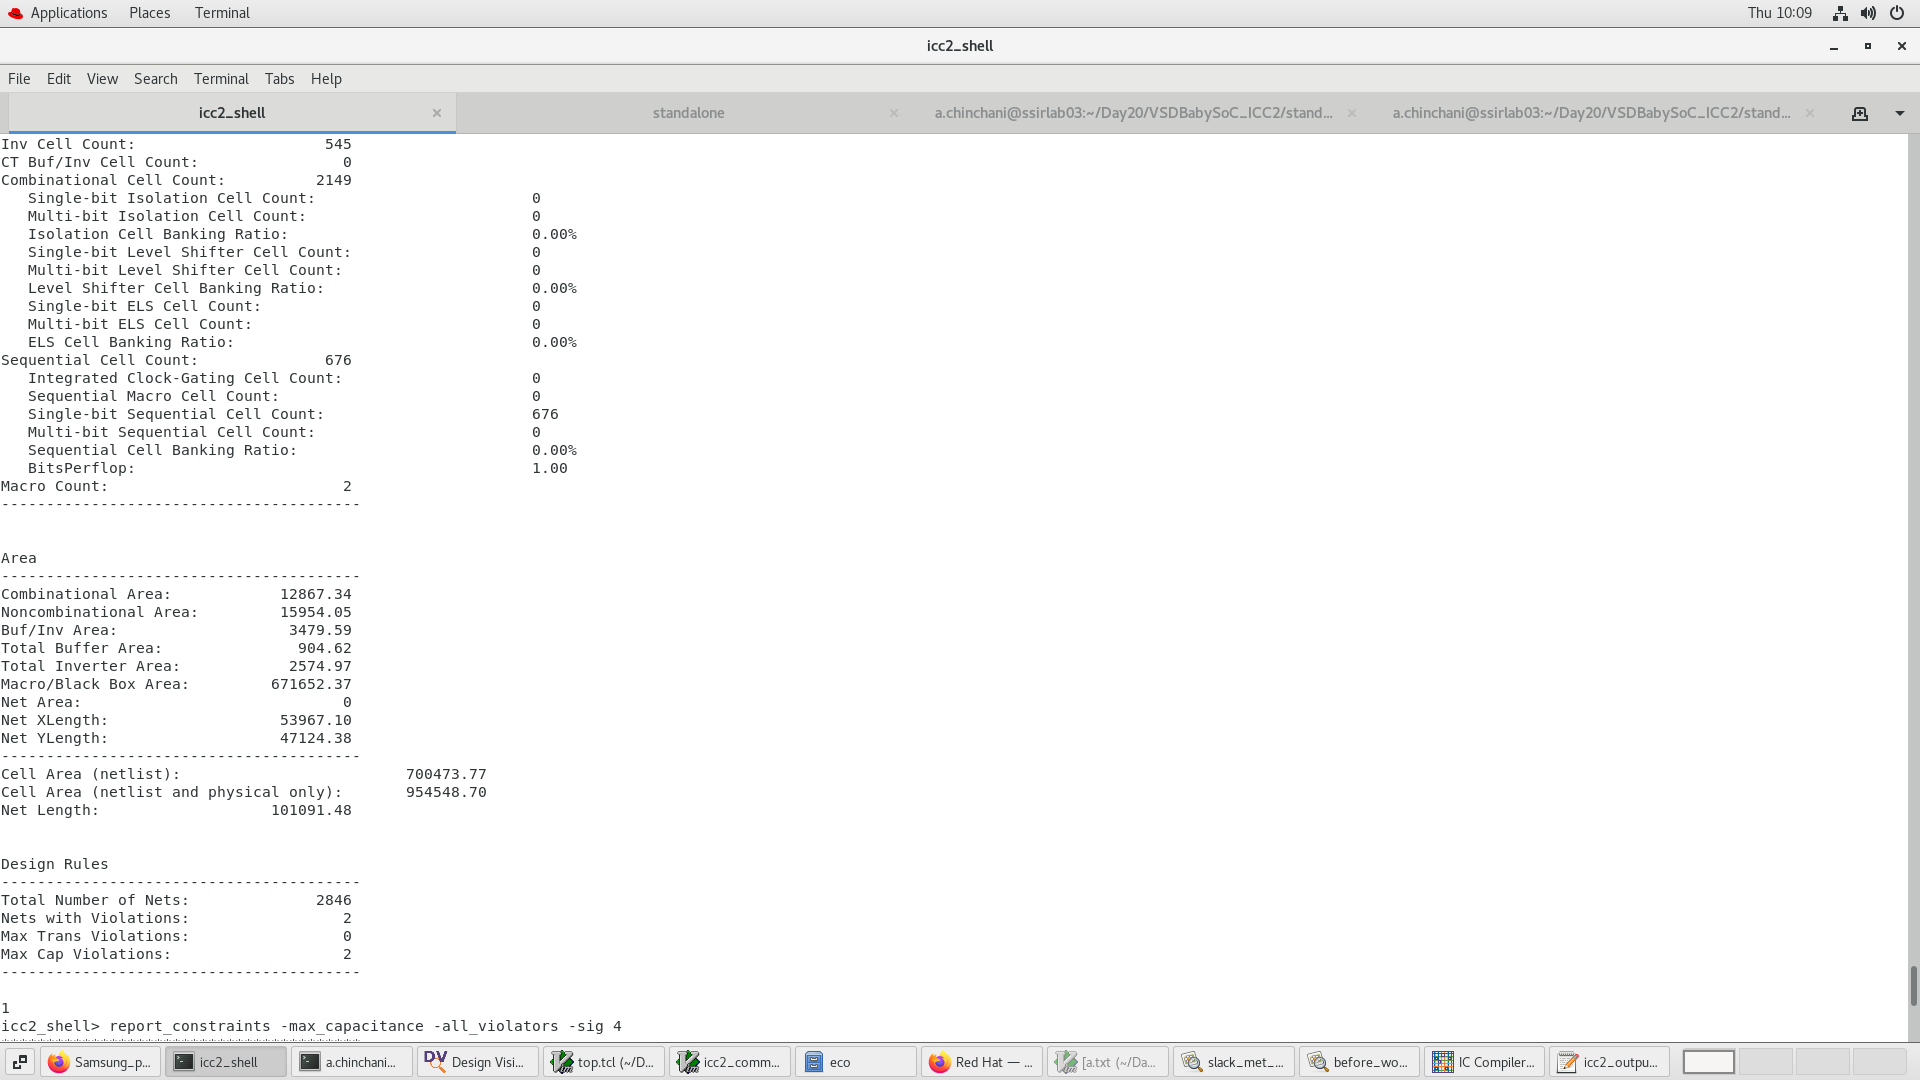 Applications Places Terminal Thu 10:09
icc2_shell
File Edit View Search Terminal Tabs Help
icc2_shell standalone a.chinchani@ssirlab03:~/Day20/VSDBabySoC_ICC2/stand... a.chinchani@ssirlab03:~/Day20/VSDBabySoC_ICC2/stand...
Inv Cell Count: 545
CT Buf/Inv Cell Count: 0
Combinational Cell Count: 2149
Single-bit Isolation Cell Count: 0
Multi-bit Isolation Cell Count: 0
Isolation Cell Banking Ratio: 0.00%
Single-bit Level Shifter Cell Count: 0
Multi-bit Level Shifter Cell Count: 0
Level Shifter Cell Banking Ratio: 0.00%
Single-bit ELS Cell Count: 0
Multi-bit ELS Cell Count: 0
ELS Cell Banking Ratio: 0.00%
Sequential Cell Count: 676
Integrated Clock-Gating Cell Count: 0
Sequential Macro Cell Count: 0
Single-bit Sequential Cell Count: 676
Multi-bit Sequential Cell Count: 0
Sequential Cell Banking Ratio: 0.00%
BitsPerflop: 1.00
Macro Count: 2
----------------------------------------
Area
----------------------------------------
Combinational Area: 12867.34
Noncombinational Area: 15954.05
Buf/Inv Area: 3479.59
Total Buffer Area: 904.62
Total Inverter Area: 2574.97
Macro/Black Box Area: 671652.37
Net Area: 0
Net XLength: 53967.10
Net YLength: 47124.38
----------------------------------------
Cell Area (netlist): 700473.77
Cell Area (netlist and physical only): 954548.70
Net Length: 101091.48
Design Rules
----------------------------------------
Total Number of Nets: 2846
Nets with Violations: 2
Max Trans Violations: 0
Max Cap Violations: 2
----------------------------------------
1
icc2_shell> report_constraints -max_capacitance -all_violators -sig 4
****************************************
Samsung_p... icc2_shell a.chinchani... Design Visi... top.tcl (~/D... icc2_comm... eco Red Hat — ... [a.txt (~/Da... slack_met_... before_wo... IC Compiler... icc2_outpu...